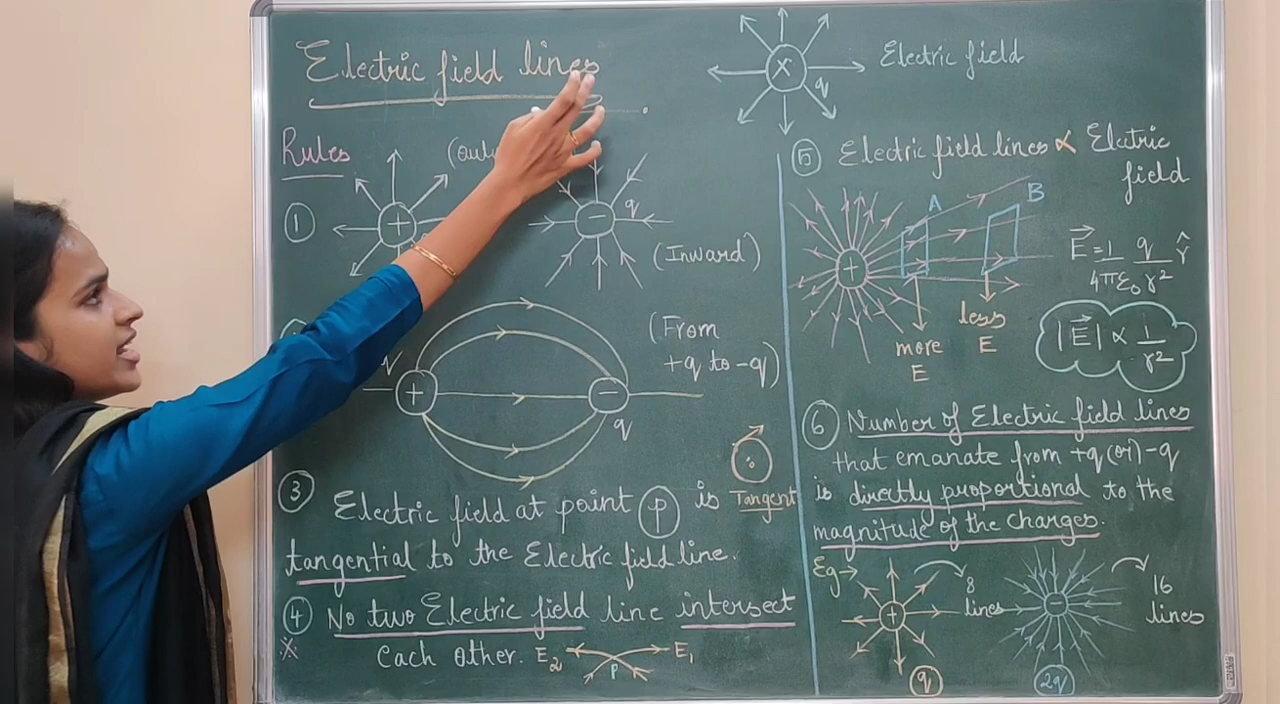 Electric field lines
Rules
①
+
−
q
(Inward)
+
−
q
(From
+q to -q)
③ Electric field at point p is
Tangent
tangential to the Electric field line.
④ No two Electric field line intersect
each other. E₂ E₁
P
x
q
Electric field
⑤ Electric field lines ∝ Electric
field
A
B
+
E⃗ = 1/4πε₀ q/r² r̂
more
E
less
E
|E⃗| ∝ 1/r²
⑥ Number of Electric field lines
that emanate from +q (or) -q
is directly proportional to the
magnitude of the charges.
Eg→
+
8
lines
q
−
16
lines
2q